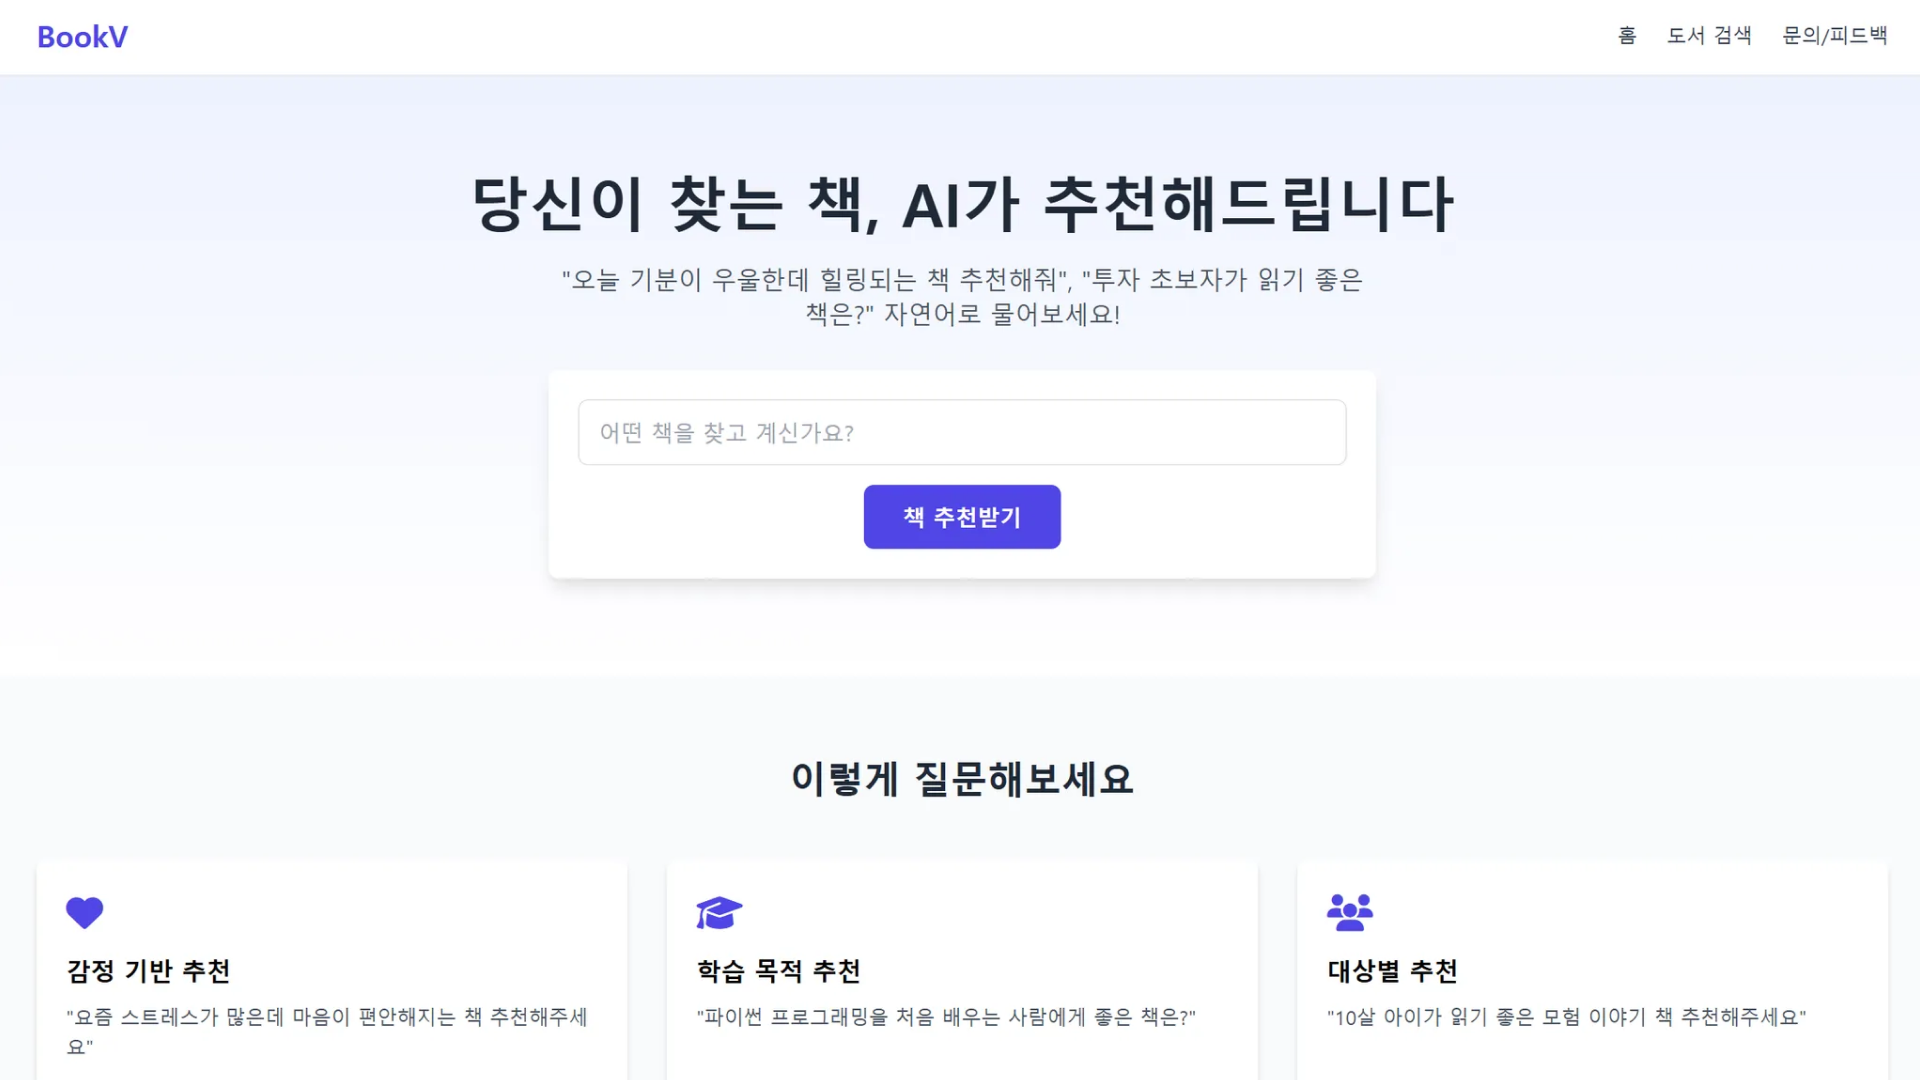 BookV
홈 도서 검색 문의/피드백
당신이 찾는 책, AI가 추천해드립니다
"오늘 기분이 우울한데 힐링되는 책 추천해줘", "투자 초보자가 읽기 좋은
책은?" 자연어로 물어보세요!
어떤 책을 찾고 계신가요?
책 추천받기
이렇게 질문해보세요
감정 기반 추천
"요즘 스트레스가 많은데 마음이 편안해지는 책 추천해주세
요"
학습 목적 추천
"파이썬 프로그래밍을 처음 배우는 사람에게 좋은 책은?"
대상별 추천
"10살 아이가 읽기 좋은 모험 이야기 책 추천해주세요"